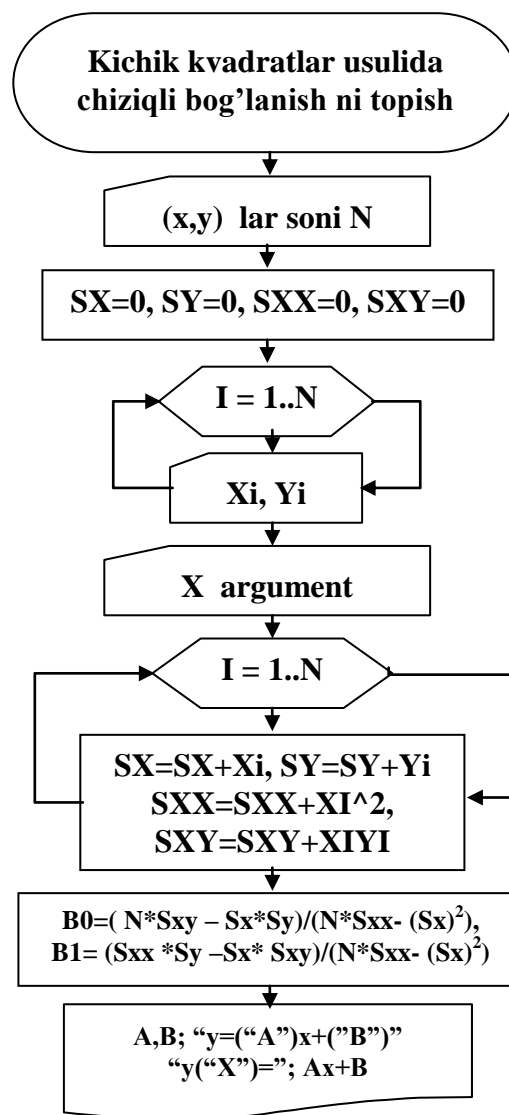 Kichik kvadratlar usulida
chiziqli bog’lanish ni topish
(x,y) lar soni N
SX=0, SY=0, SXX=0, SXY=0
I = 1..N
Xi, Yi
X argument
I = 1..N
SX=SX+Xi, SY=SY+Yi
SXX=SXX+XI^2,
SXY=SXY+XIYI
B0=( N*Sxy – Sx*Sy)/(N*Sxx- (Sx)²),
B1= (Sxx *Sy –Sx* Sxy)/(N*Sxx- (Sx)²)
A,B; “y=(“A”)x+(”B”)”
“y(“X”)=”; Ax+B